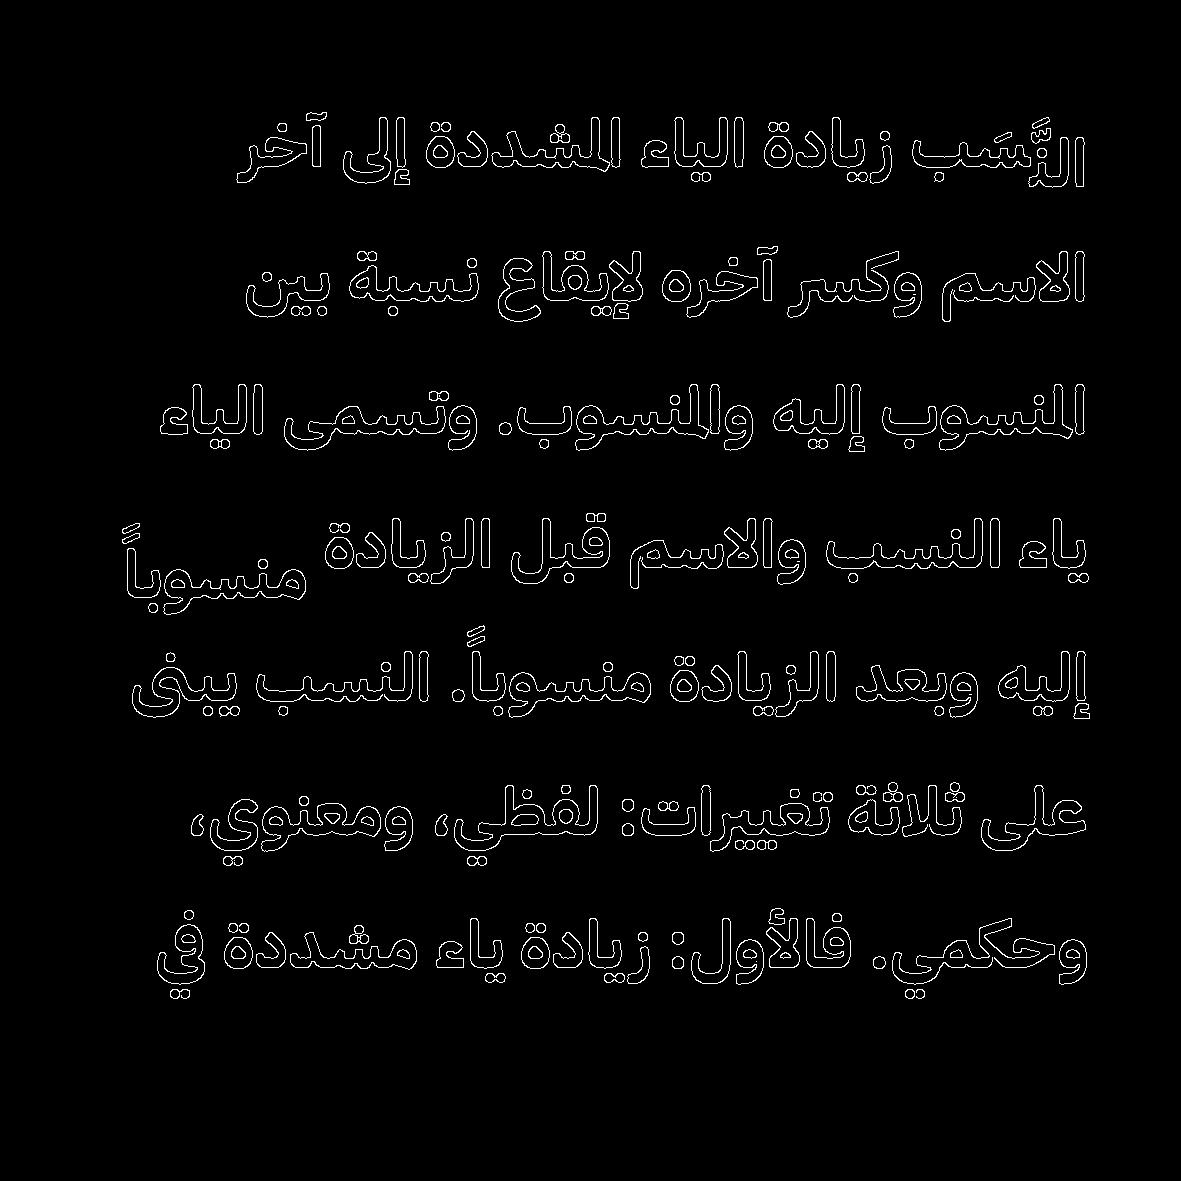 النَّسَب زيادة الياء المشددة إلى آخر
الاسم وكسر آخره لإيقاع نسبة بين
المنسوب إليه والمنسوب. وتسمى الياء
ياء النسب والاسم قبل الزيادة منسوباً
إليه وبعد الزيادة منسوباً. النسب يبنى
على ثلاثة تغييرات: لفظي، ومعنوي،
وحكمي. فالأول: زيادة ياء مشددة في